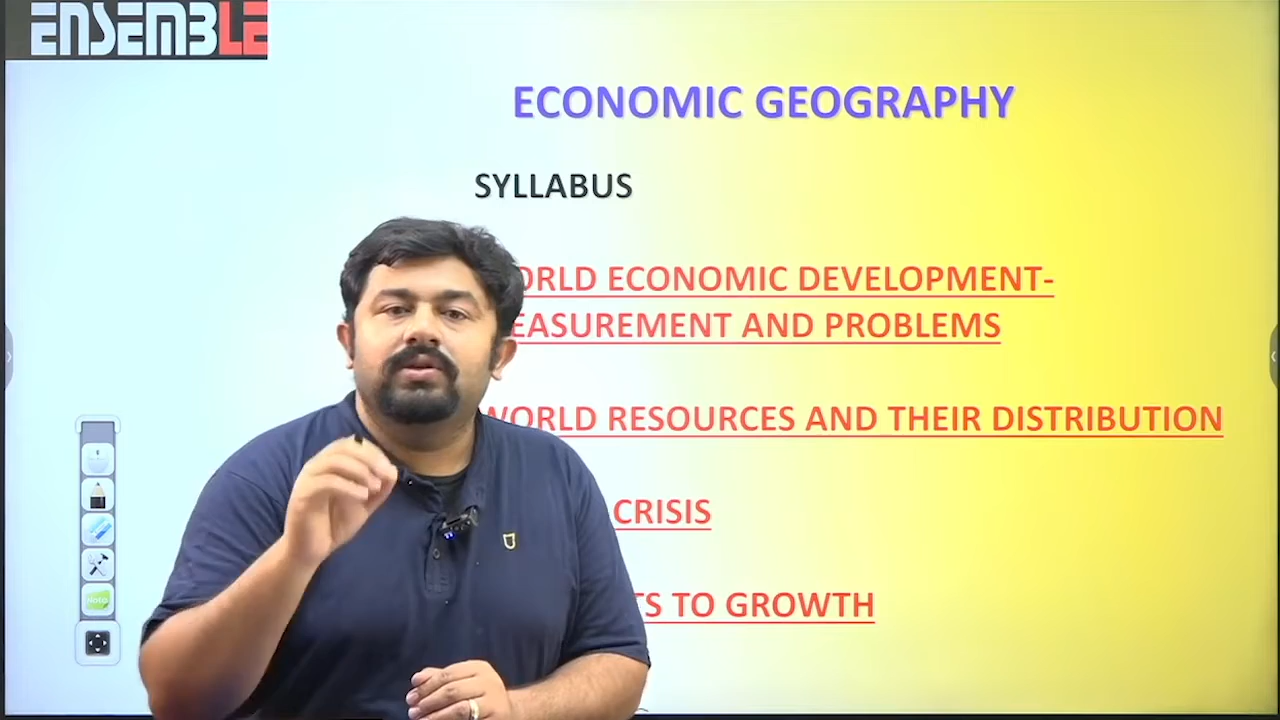 ENSEMBLE
ECONOMIC GEOGRAPHY
SYLLABUS
ORLD ECONOMIC DEVELOPMENT-
EASUREMENT AND PROBLEMS
WORLD RESOURCES AND THEIR DISTRIBUTION
CRISIS
TS TO GROWTH